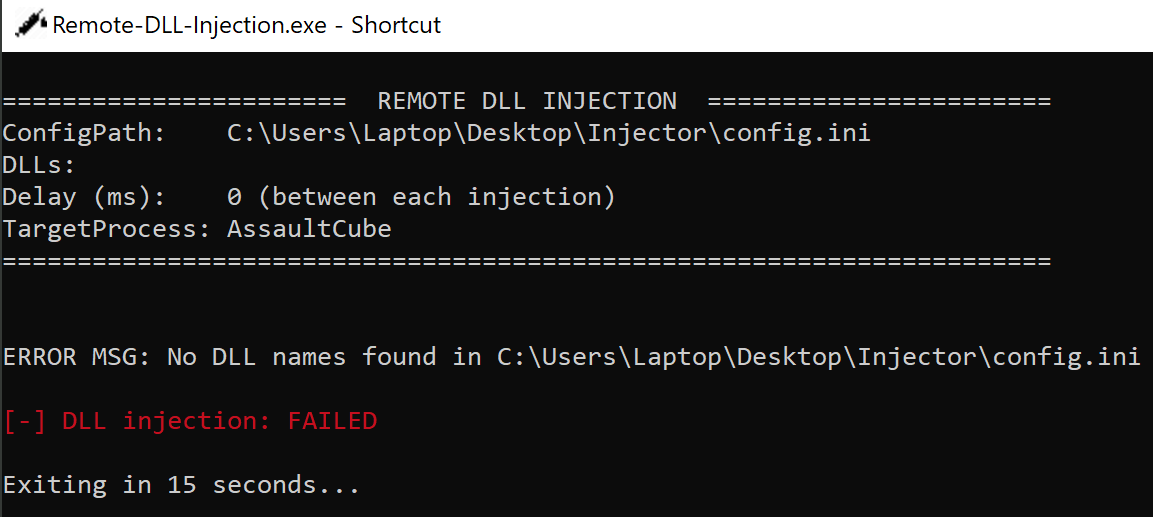 Remote-DLL-Injection.exe - Shortcut
======================= REMOTE DLL INJECTION =======================
ConfigPath: C:\Users\Laptop\Desktop\Injector\config.ini
DLLs:
Delay (ms): 0 (between each injection)
TargetProcess: AssaultCube
======================================================================
ERROR MSG: No DLL names found in C:\Users\Laptop\Desktop\Injector\config.ini
[-] DLL injection: FAILED
Exiting in 15 seconds...